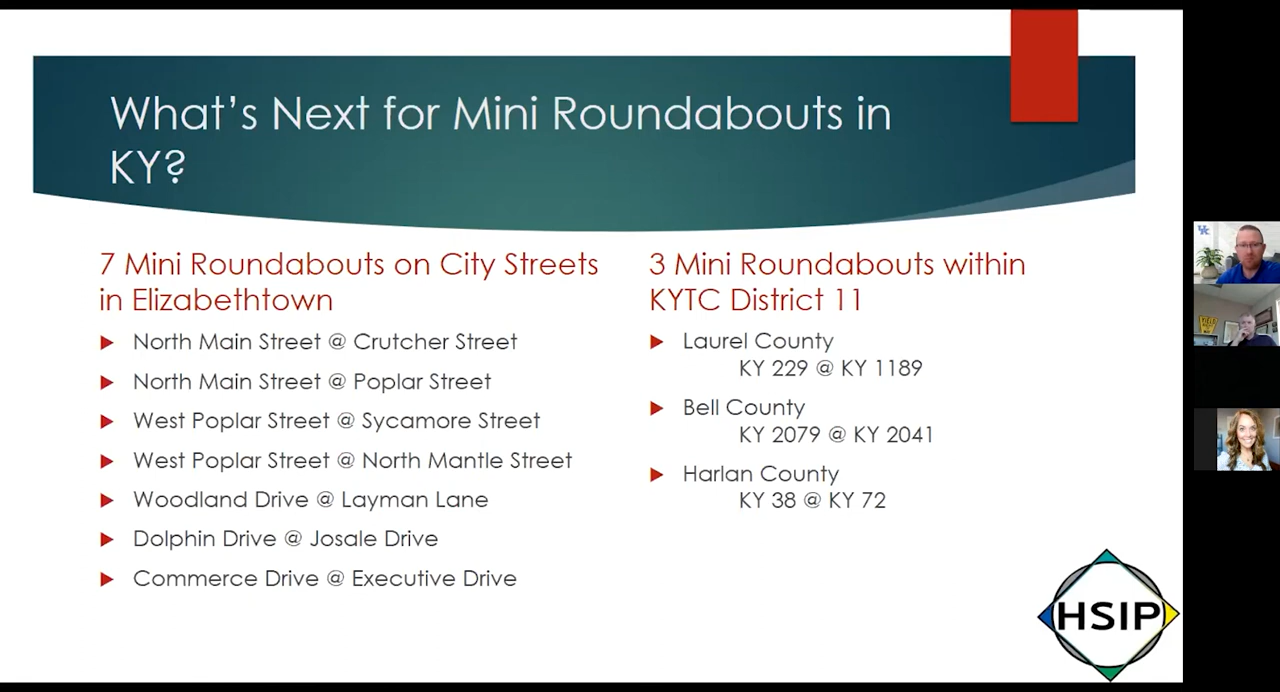 What's Next for Mini Roundabouts in
KY?
7 Mini Roundabouts on City Streets
in Elizabethtown
North Main Street @ Crutcher Street
North Main Street @ Poplar Street
West Poplar Street @ Sycamore Street
West Poplar Street @ North Mantle Street
Woodland Drive @ Layman Lane
Dolphin Drive @ Josale Drive
Commerce Drive @ Executive Drive
3 Mini Roundabouts within
KYTC District 11
Laurel County
KY 229 @ KY 1189
Bell County
KY 2079 @ KY 2041
Harlan County
KY 38 @ KY 72
HSIP